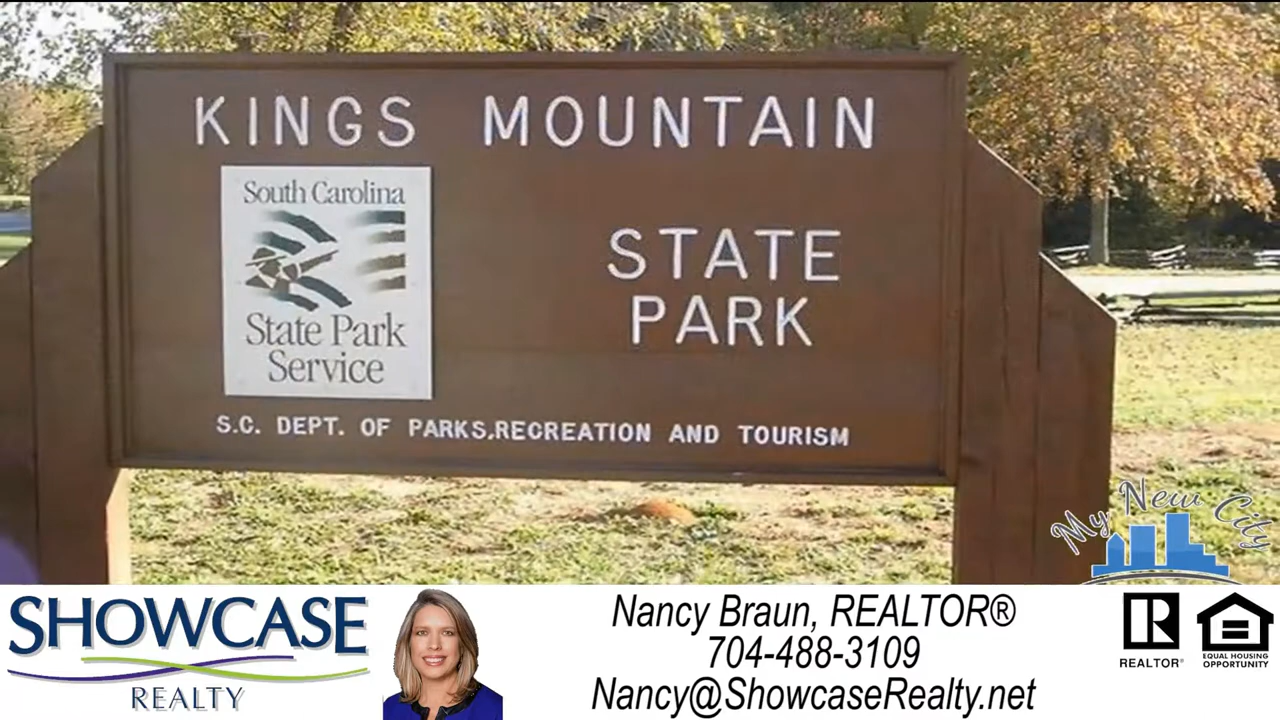 KINGS MOUNTAIN
South Carolina
State Park
Service
STATE
PARK
S.C. DEPT. OF PARKS,RECREATION AND TOURISM
My New City
SHOWCASE
REALTY
Nancy Braun, REALTOR®
704-488-3109
Nancy@ShowcaseRealty.net
R
REALTOR®
EQUAL HOUSING
OPPORTUNITY